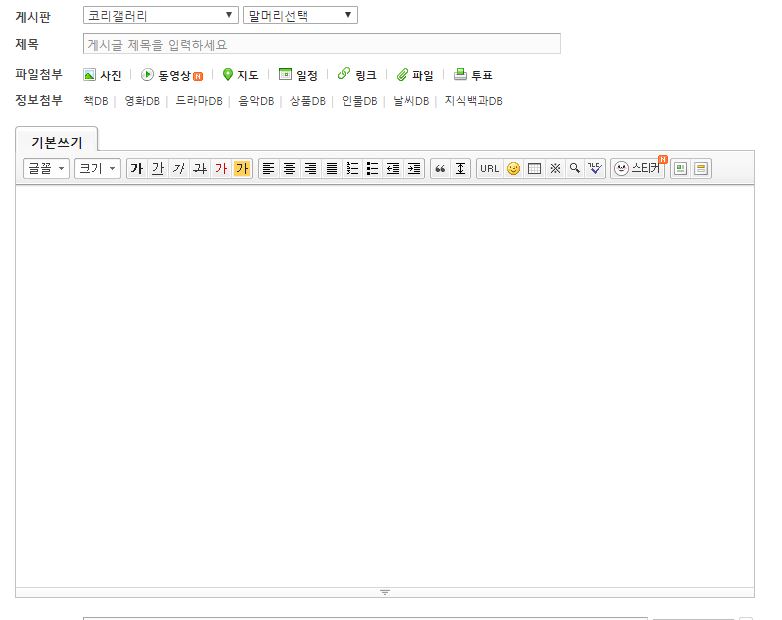 게시판 코리갤러리 말머리선택
제목 게시글 제목을 입력하세요
파일첨부 사진 동영상 N 지도 일정 링크 파일 투표
정보첨부 책DB 영화DB 드라마DB 음악DB 상품DB 인물DB 날씨DB 지식백과DB
기본쓰기
글꼴 크기 가 가 가 가 가 가 URL 스티커 N